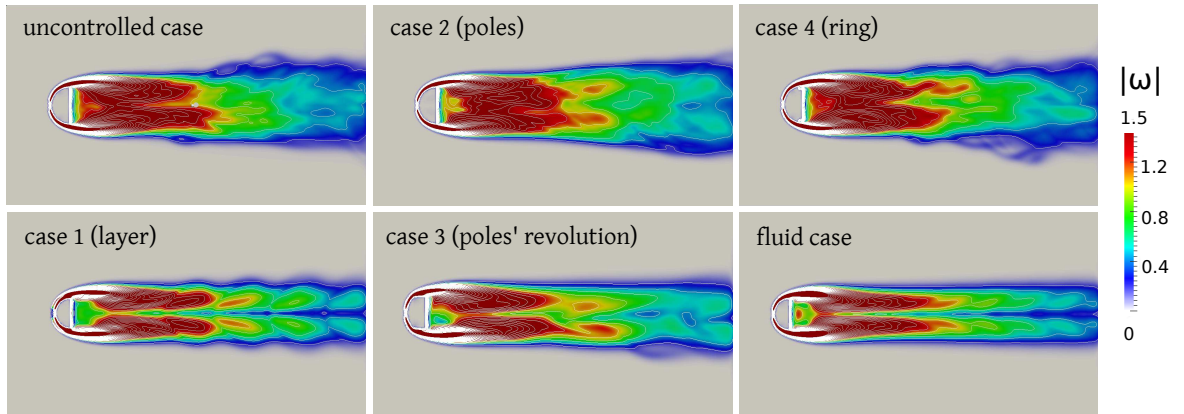 uncontrolled case
case 2 (poles)
case 4 (ring)
case 1 (layer)
case 3 (poles' revolution)
fluid case
|ω|
1.5
1.2
0.8
0.4
0